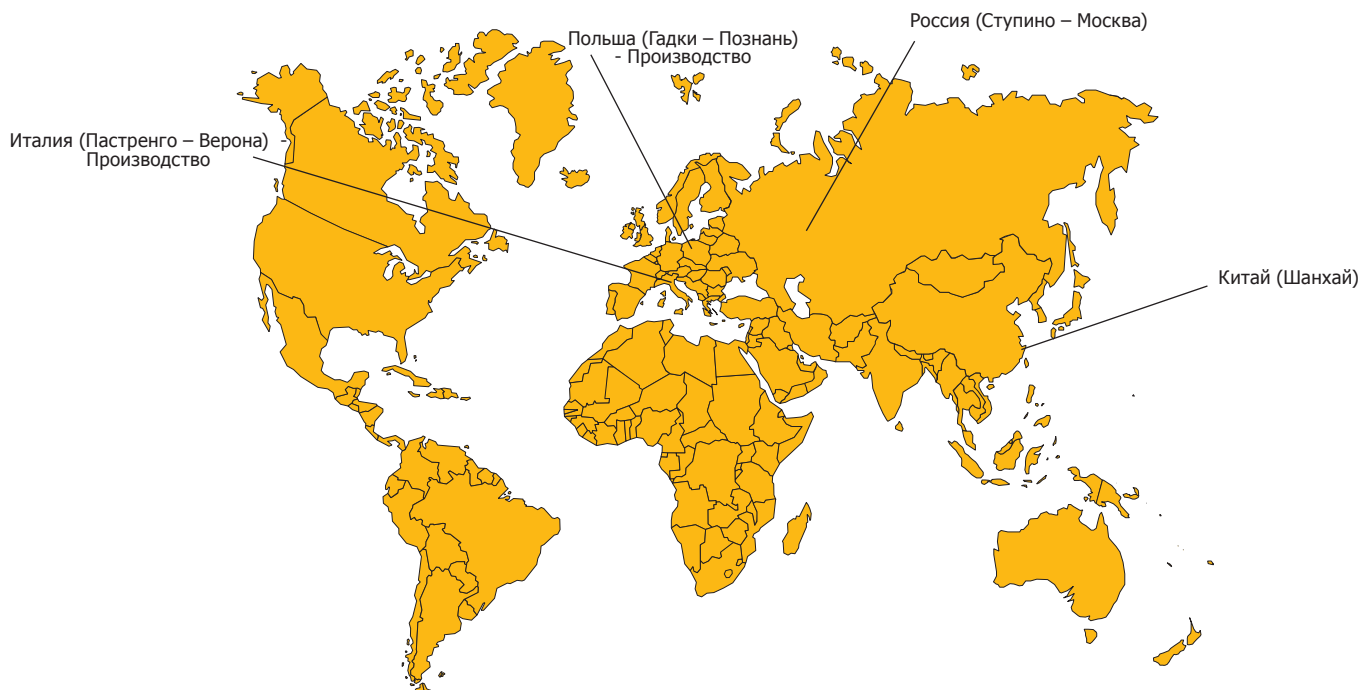 Россия (Ступино – Москва)
Польша (Гадки – Познань)
- Производство
Италия (Пастренго – Верона) -
Производство
Китай (Шанхай)